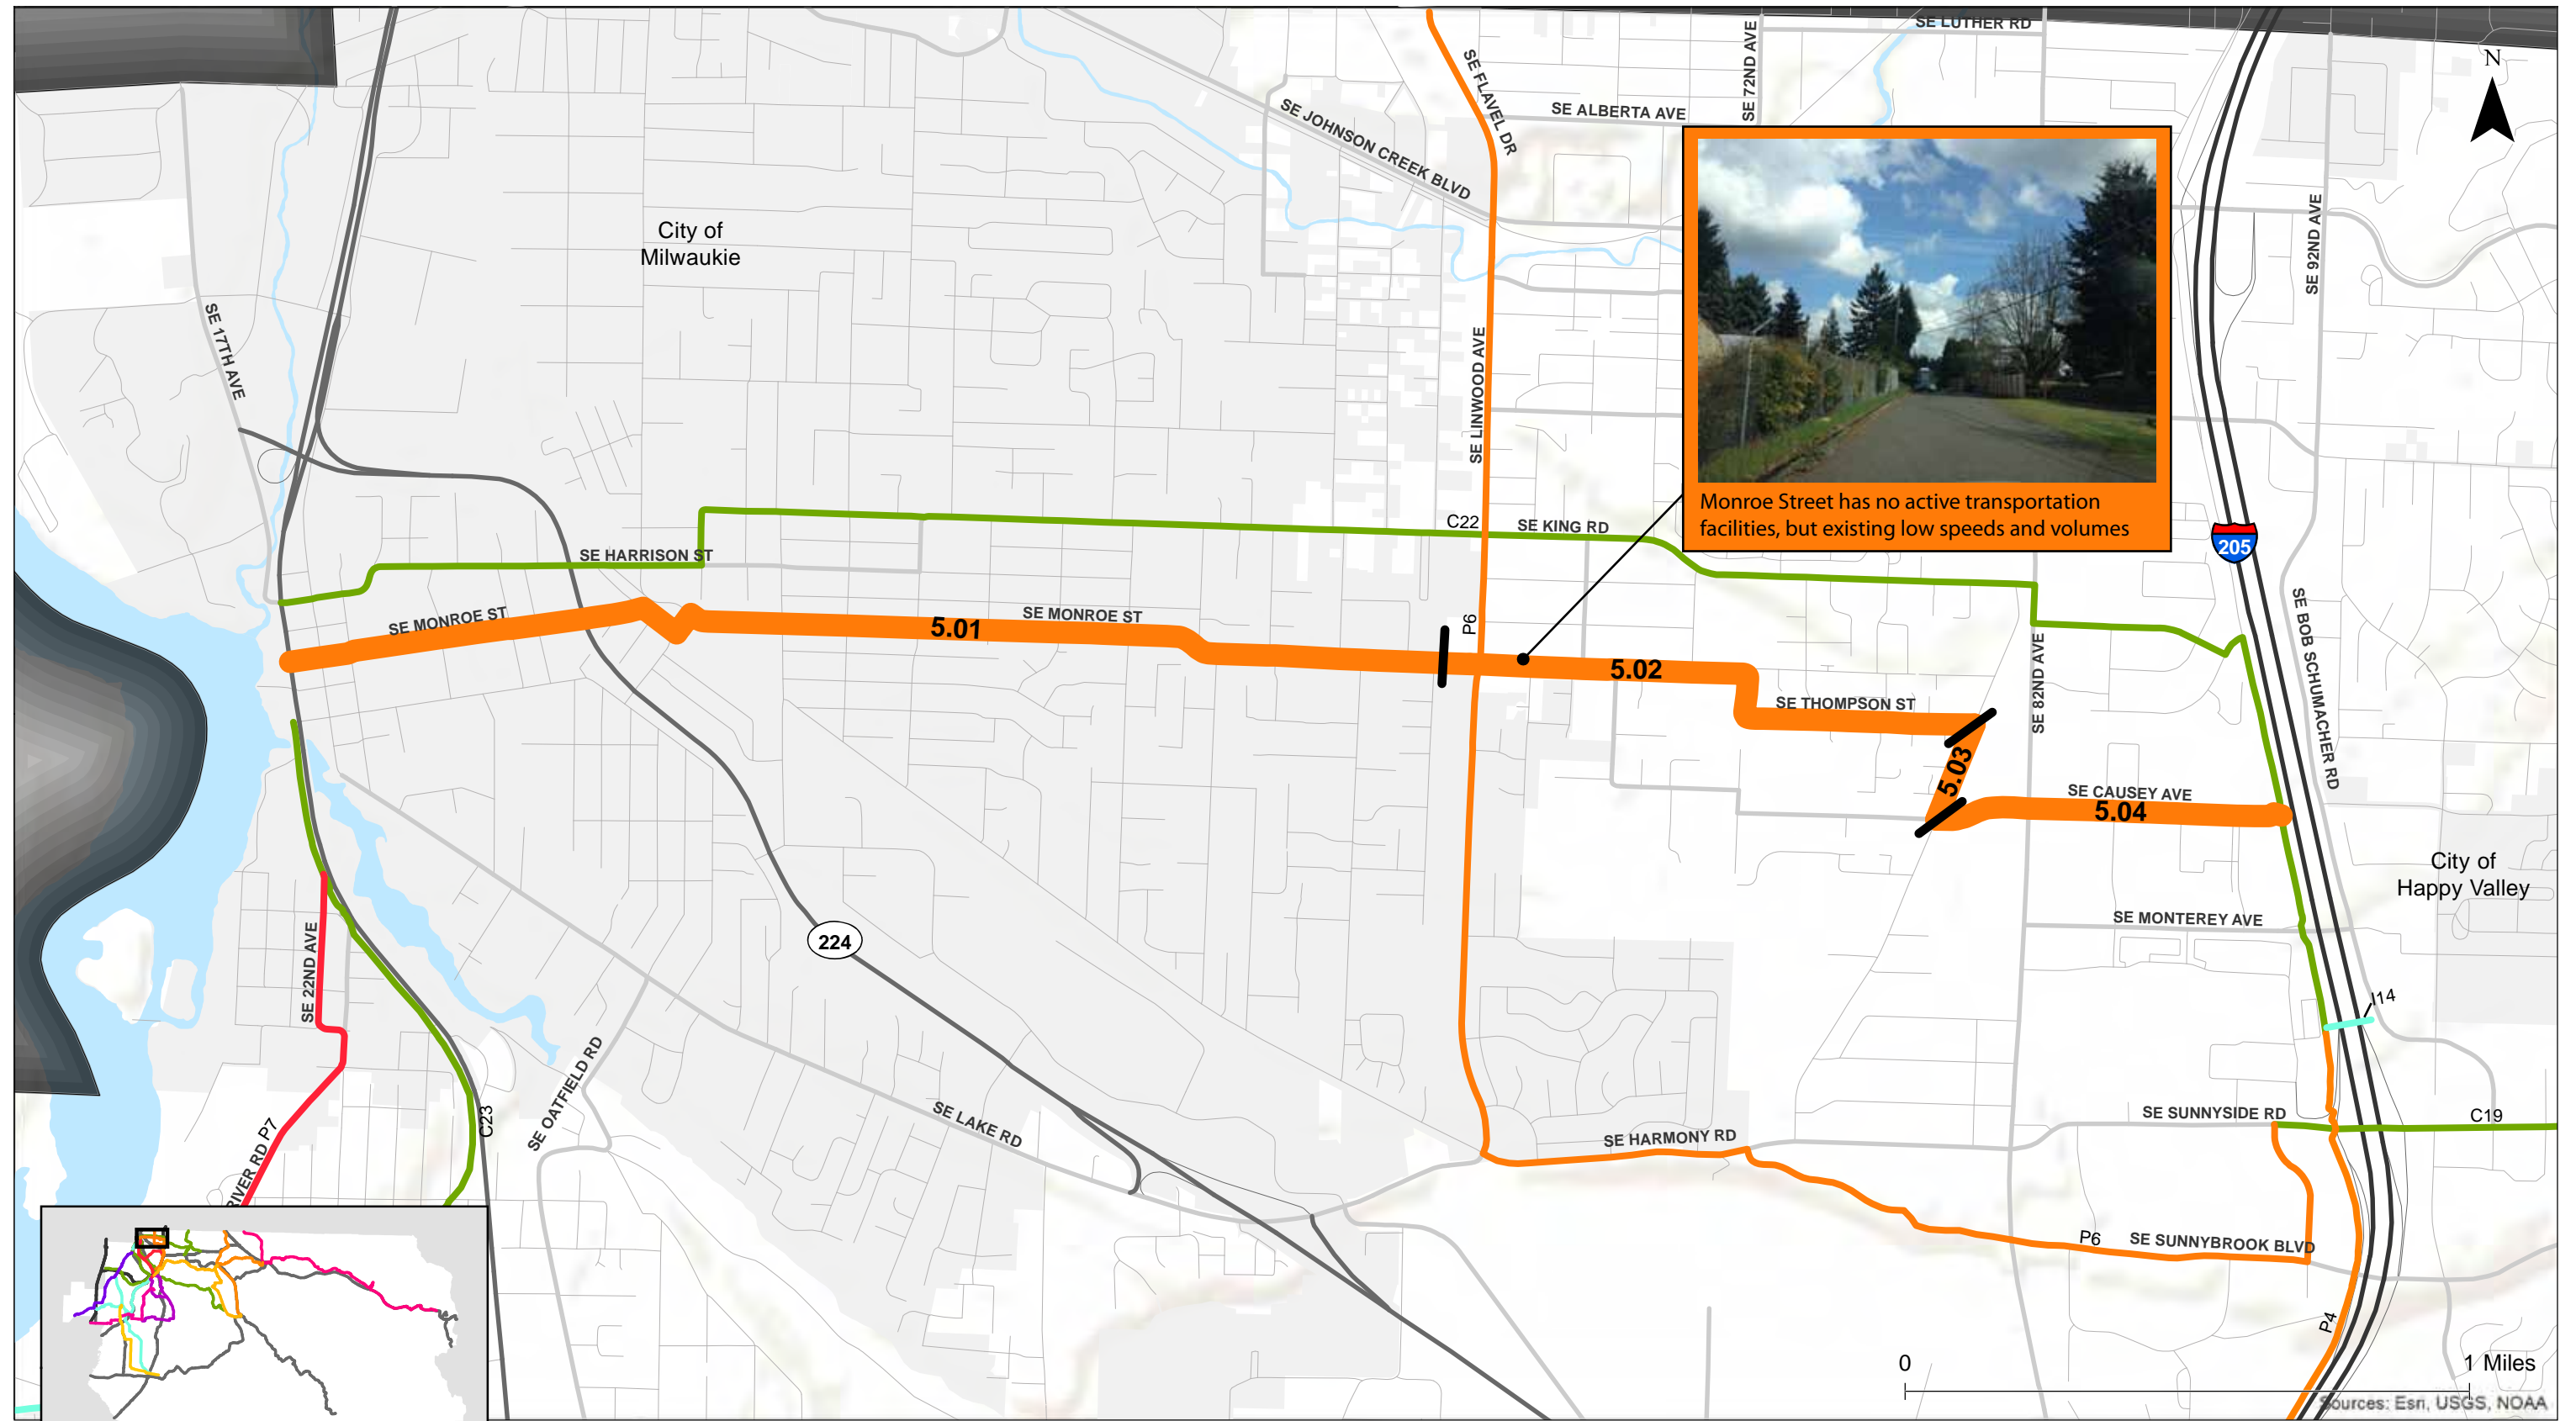 SE LUTHER RD
SE 72ND AVE
N
SE FLAVEL DR
SE ALBERTA AVE
SE JOHNSON CREEK BLVD
City of
Milwaukie
SE 92ND AVE
SE 17TH AVE
SE LINWOOD AVE
Monroe Street has no active transportation
facilities, but existing low speeds and volumes
C22
SE KING RD
205
SE HARRISON ST
SE MONROE ST
5.01
SE MONROE ST
P6
5.02
SE THOMPSON ST
SE 82ND AVE
SE BOB SCHUMACHER RD
5.03
SE CAUSEY AVE
5.04
City of
Happy Valley
SE MONTEREY AVE
224
SE 22ND AVE
I14
SE OATFIELD RD
C23
SE LAKE RD
SE HARMONY RD
SE SUNNYSIDE RD
C19
RIVER RD P7
P6
SE SUNNYBROOK BLVD
P4
0
1 Miles
Sources: Esri, USGS, NOAA